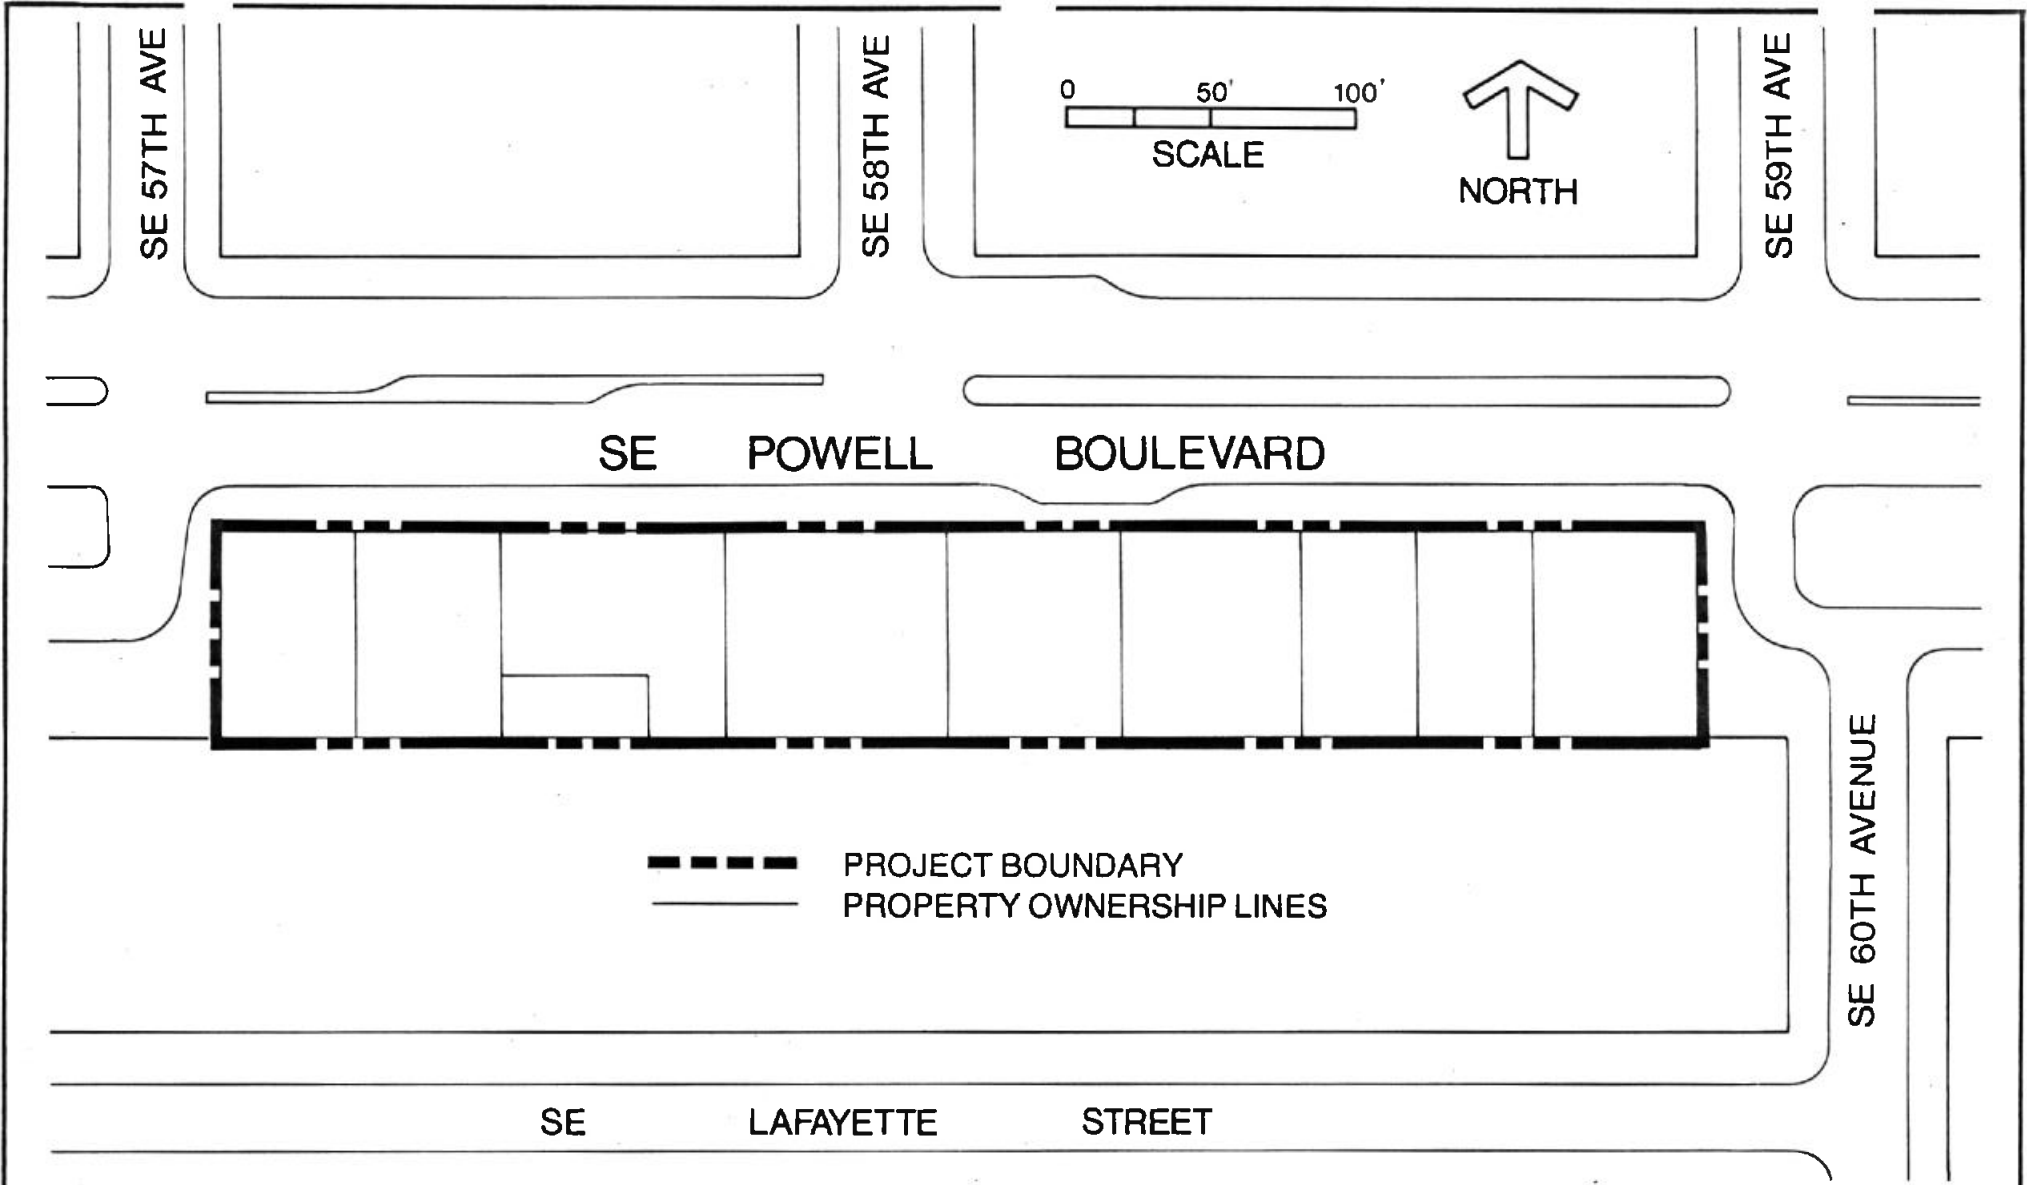 SE 57TH AVE
SE 58TH AVE
0 50' 100'
SCALE
NORTH
SE 59TH AVE
SE POWELL BOULEVARD
PROJECT BOUNDARY
PROPERTY OWNERSHIP LINES
SE 60TH AVENUE
SE LAFAYETTE STREET